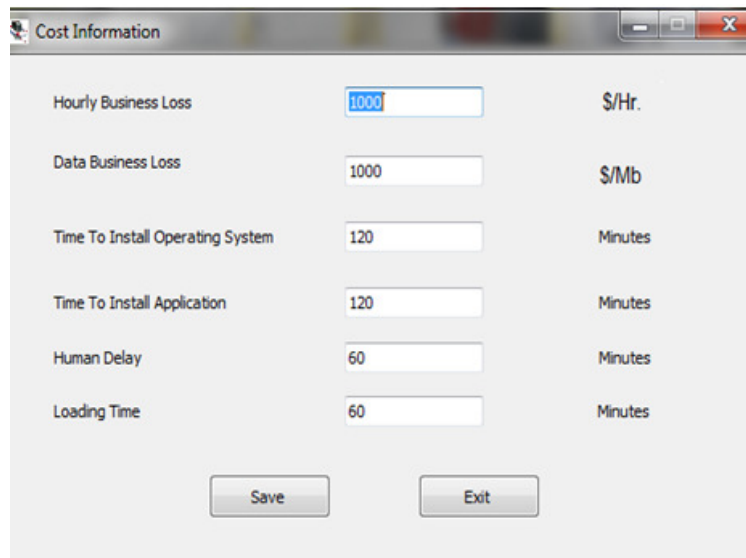 Cost Information
Hourly Business Loss 1000 $/Hr.
Data Business Loss 1000 $/Mb
Time To Install Operating System 120 Minutes
Time To Install Application 120 Minutes
Human Delay 60 Minutes
Loading Time 60 Minutes
Save Exit